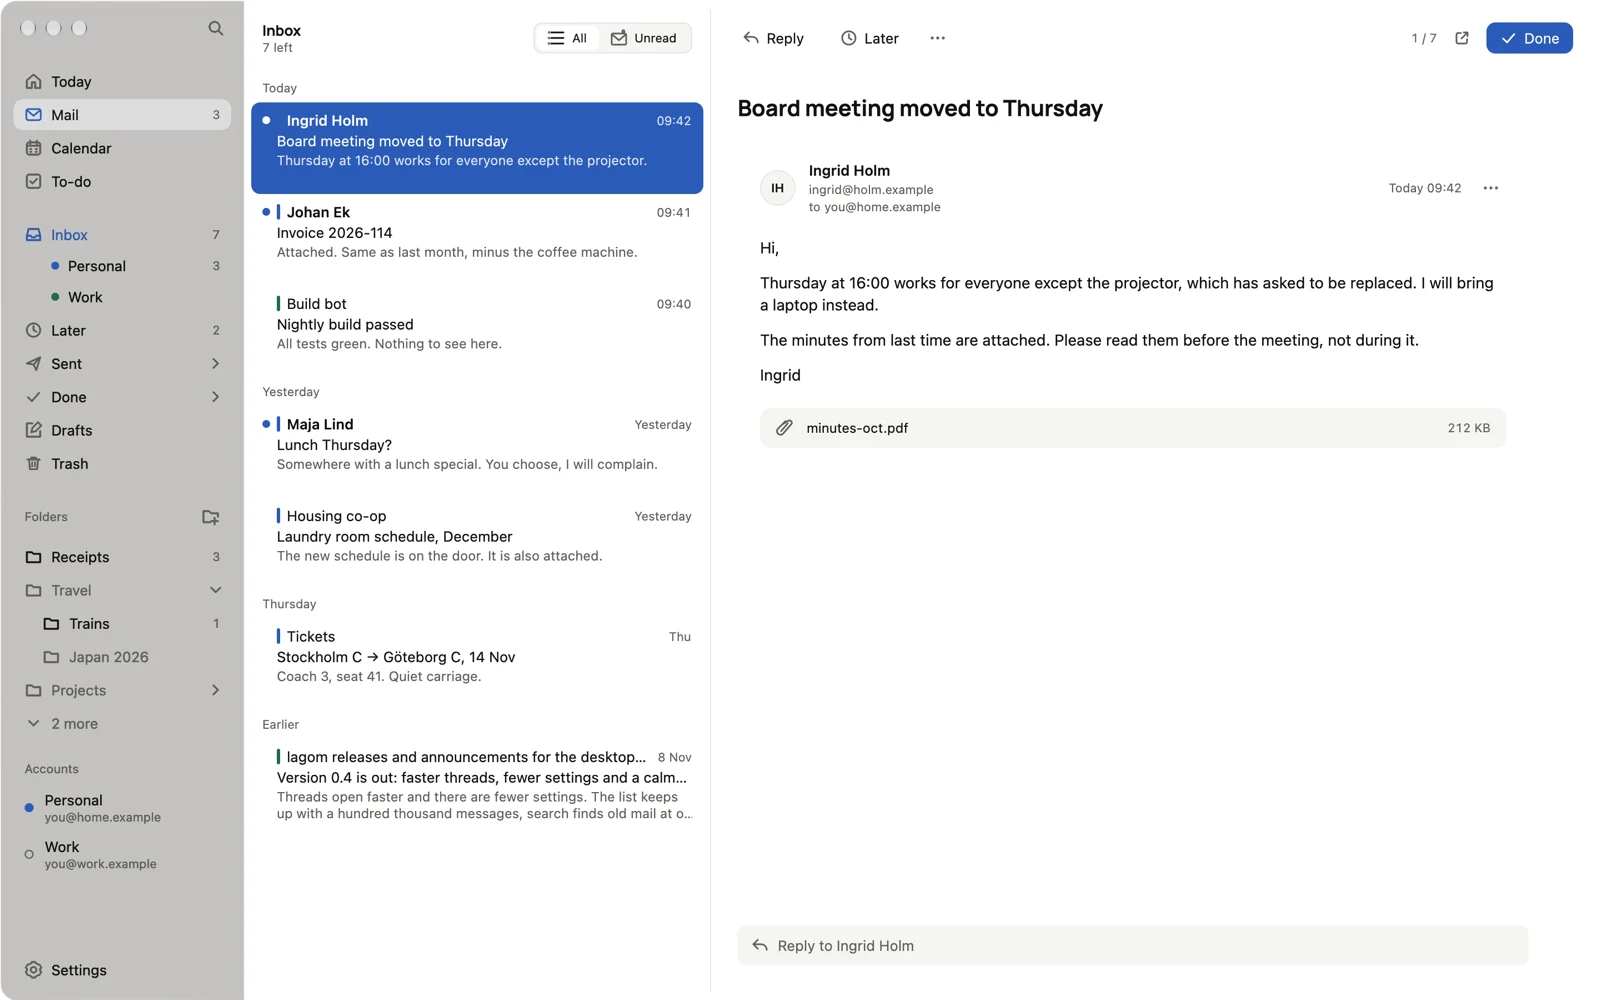 Today
Mail 3
Calendar
To-do
Inbox 7
Personal 3
Work
Later 2
Sent
Done
Drafts
Trash
Folders
Receipts 3
Travel
Trains 1
Japan 2026
Projects
2 more
Accounts
Personal
you@home.example
Work
you@work.example
Settings
Inbox
7 left
All
Unread
Today
Ingrid Holm 09:42
Board meeting moved to Thursday
Thursday at 16:00 works for everyone except the projector.
Johan Ek 09:41
Invoice 2026-114
Attached. Same as last month, minus the coffee machine.
Build bot 09:40
Nightly build passed
All tests green. Nothing to see here.
Yesterday
Maja Lind Yesterday
Lunch Thursday?
Somewhere with a lunch special. You choose, I will complain.
Housing co-op Yesterday
Laundry room schedule, December
The new schedule is on the door. It is also attached.
Thursday
Tickets Thu
Stockholm C → Göteborg C, 14 Nov
Coach 3, seat 41. Quiet carriage.
Earlier
lagom releases and announcements for the desktop... 8 Nov
Version 0.4 is out: faster threads, fewer settings and a calm...
Threads open faster and there are fewer settings. The list keeps
up with a hundred thousand messages, search finds old mail at o...
Reply
Later
1 / 7
Done
Board meeting moved to Thursday
IH
Ingrid Holm
ingrid@holm.example
to you@home.example
Today 09:42
Hi,
Thursday at 16:00 works for everyone except the projector, which has asked to be replaced. I will bring
a laptop instead.
The minutes from last time are attached. Please read them before the meeting, not during it.
Ingrid
minutes-oct.pdf 212 KB
Reply to Ingrid Holm